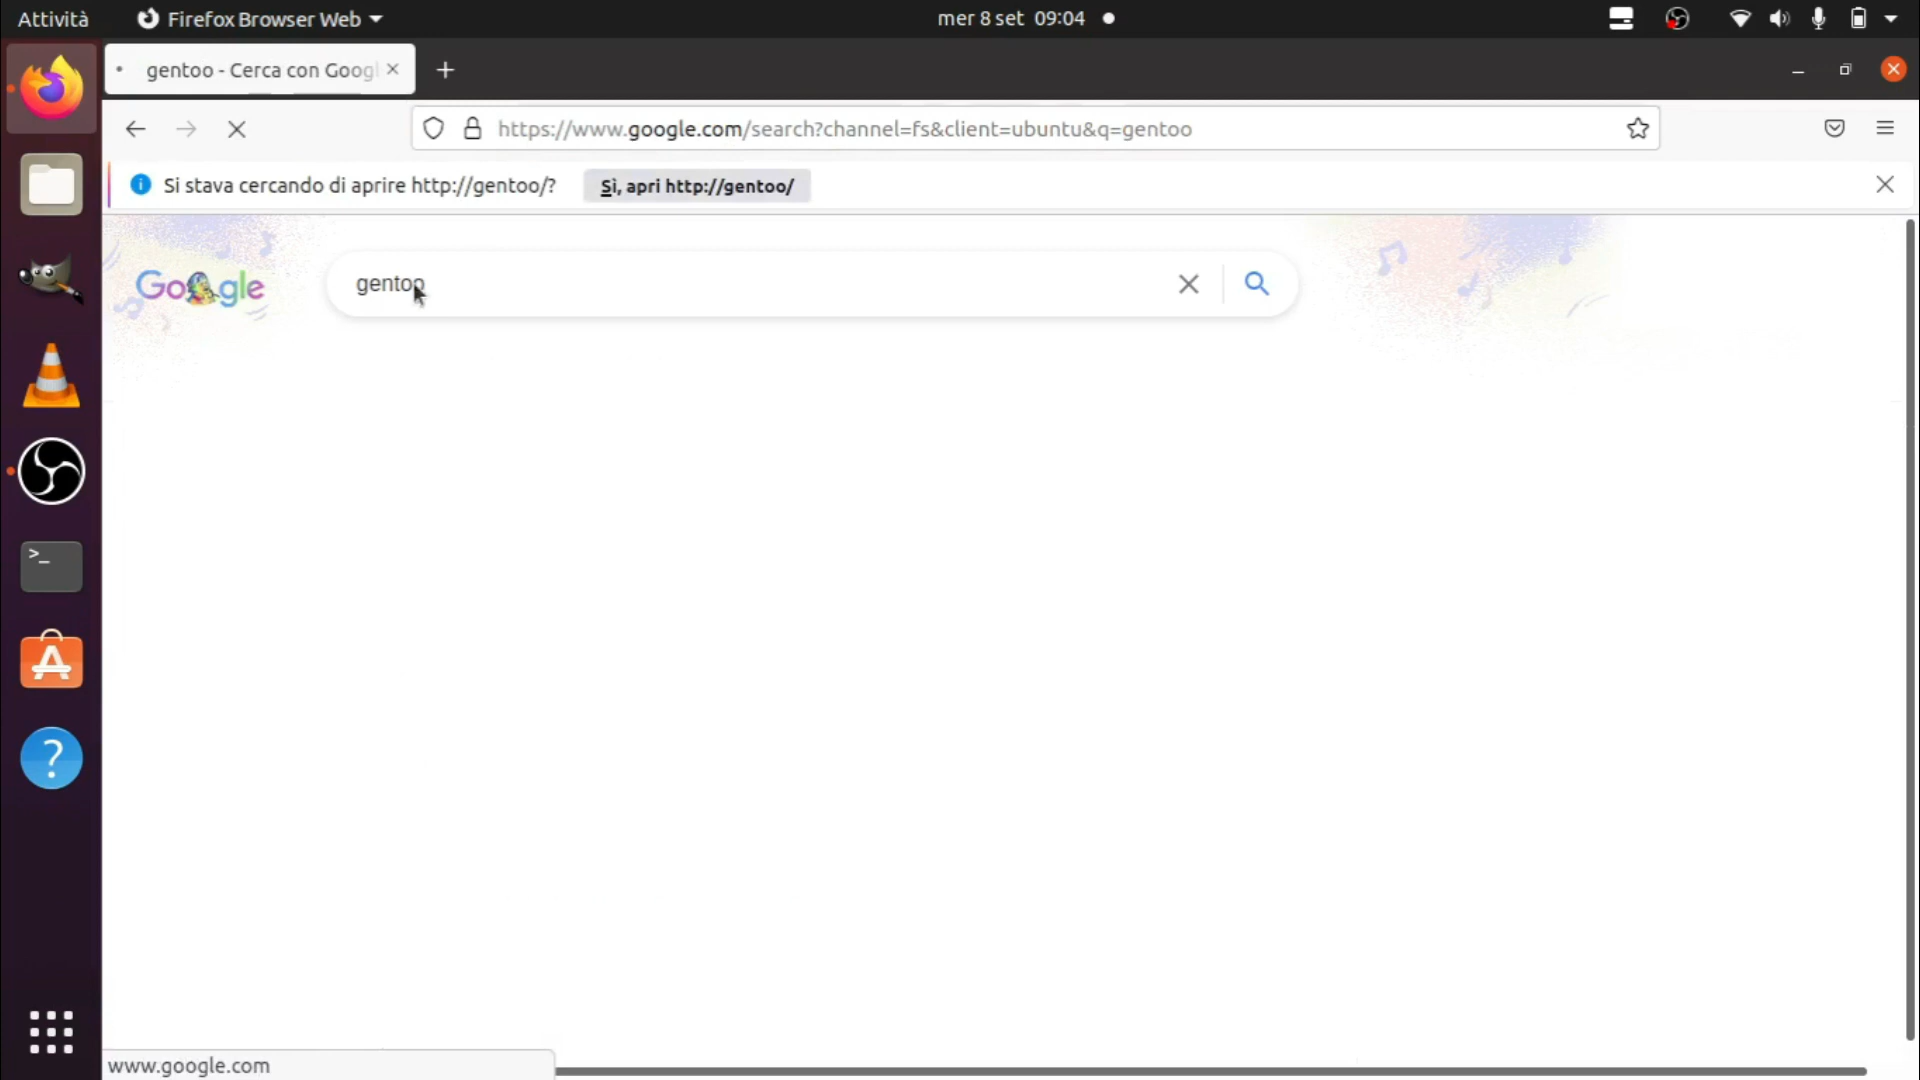 Attività
Firefox Browser Web
mer 8 set 09:04
gentoo - Cerca con Googl
https://www.google.com/search?channel=fs&client=ubuntu&q=gentoo
Si stava cercando di aprire http://gentoo/?
Sì, apri http://gentoo/
Google
gentoo
>_
?
www.google.com